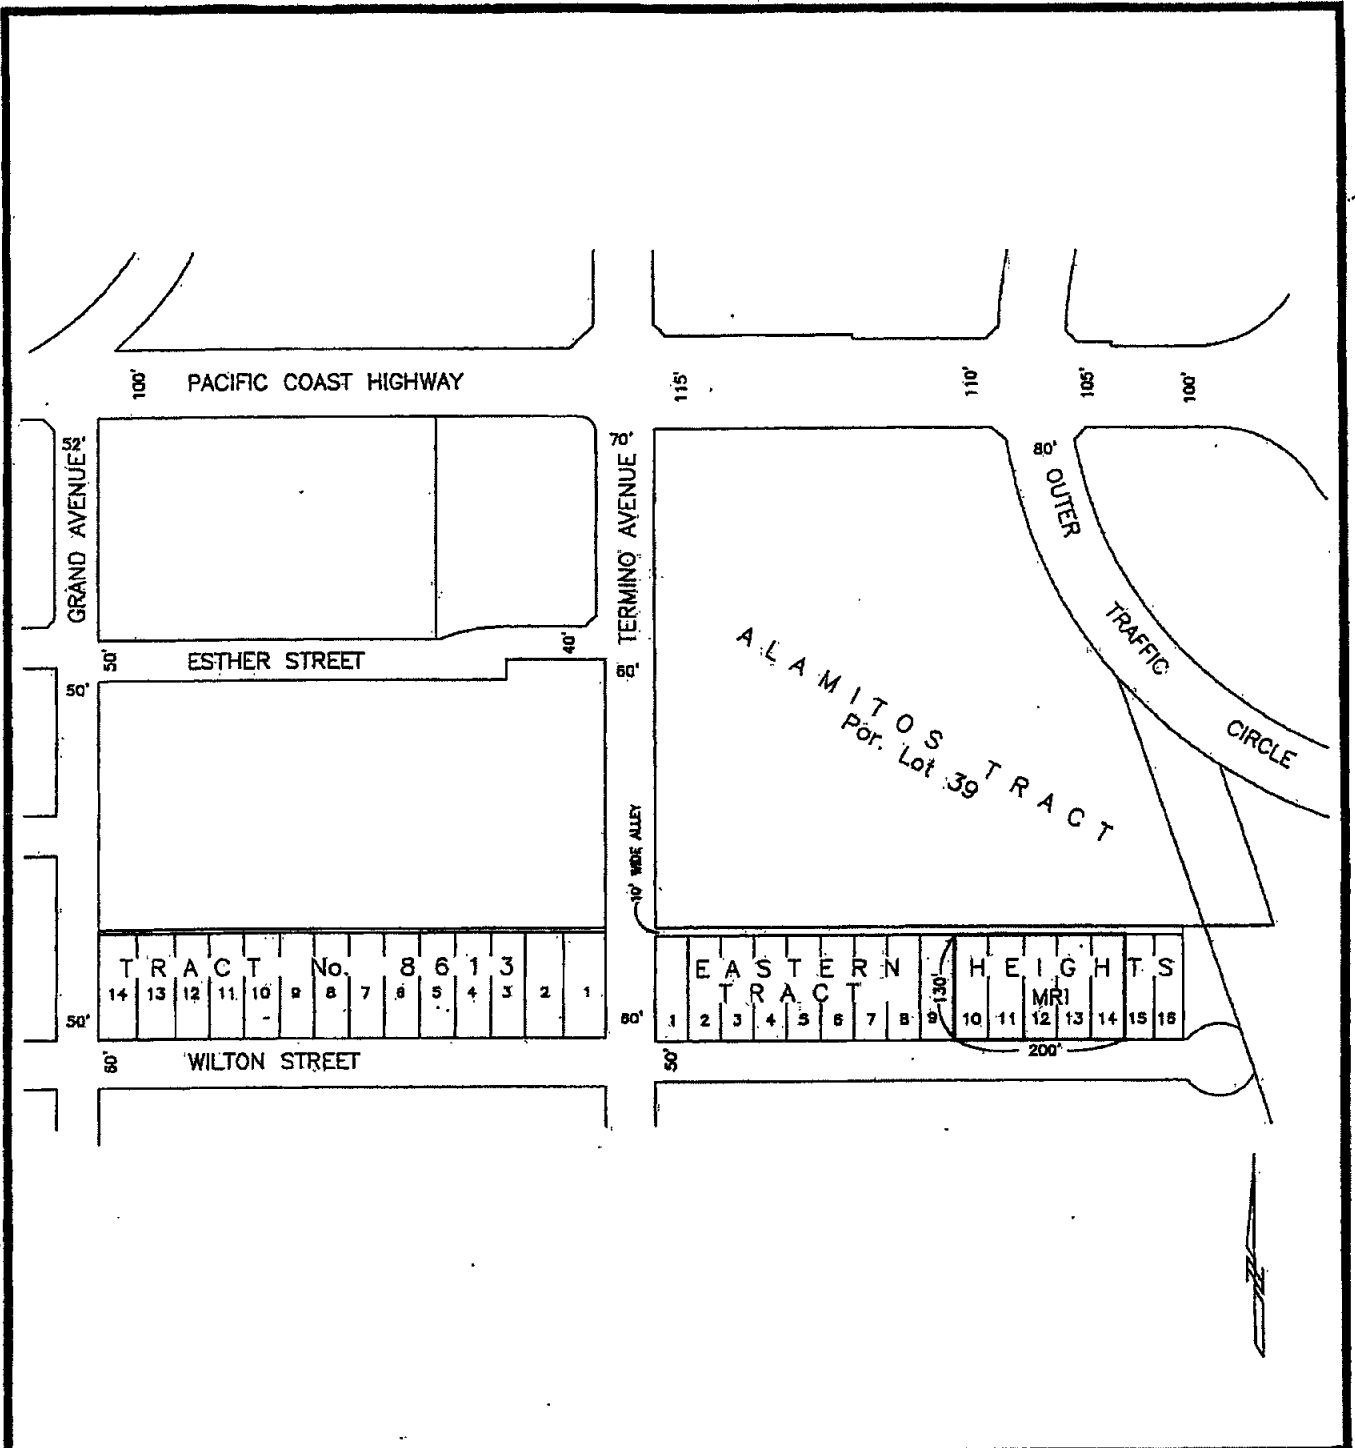 100'
PACIFIC COAST HIGHWAY
115'
110'
105'
100'
52'
GRAND AVENUE
70'
TERMINO AVENUE
80'
OUTER
TRAFFIC
CIRCLE
50'
ESTHER STREET
40'
50'
60'
ALAMITOS TRACT
Por. Lot 39
10' WIDE ALLEY
TRACT No. 8613
14 13 12 11 10 9 8 7 6 5 4 3 2 1
EASTERN HEIGHTS
TRACT
130'
MR1
1 2 3 4 5 6 7 8 9 10 11 12 13 14 15 16
50'
60'
200'
60'
WILTON STREET
50'
N